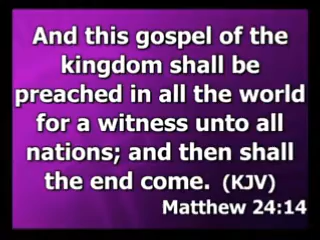 And this gospel of the
kingdom shall be
preached in all the world
for a witness unto all
nations; and then shall
the end come. (KJV)
Matthew 24:14